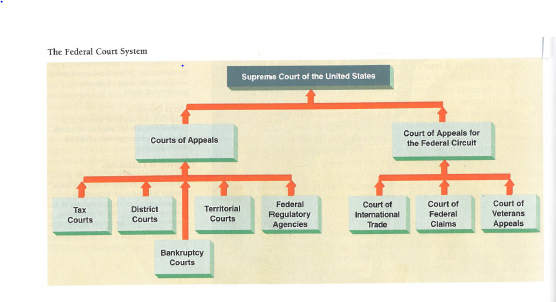 The Federal Court System
Supreme Court of the United States
Courts of Appeals
Court of Appeals for
the Federal Circuit
Tax
Courts
District
Courts
Territorial
Courts
Federal
Regulatory
Agencies
Court of
International
Trade
Court of
Federal
Claims
Court of
Veterans
Appeals
Bankruptcy
Courts